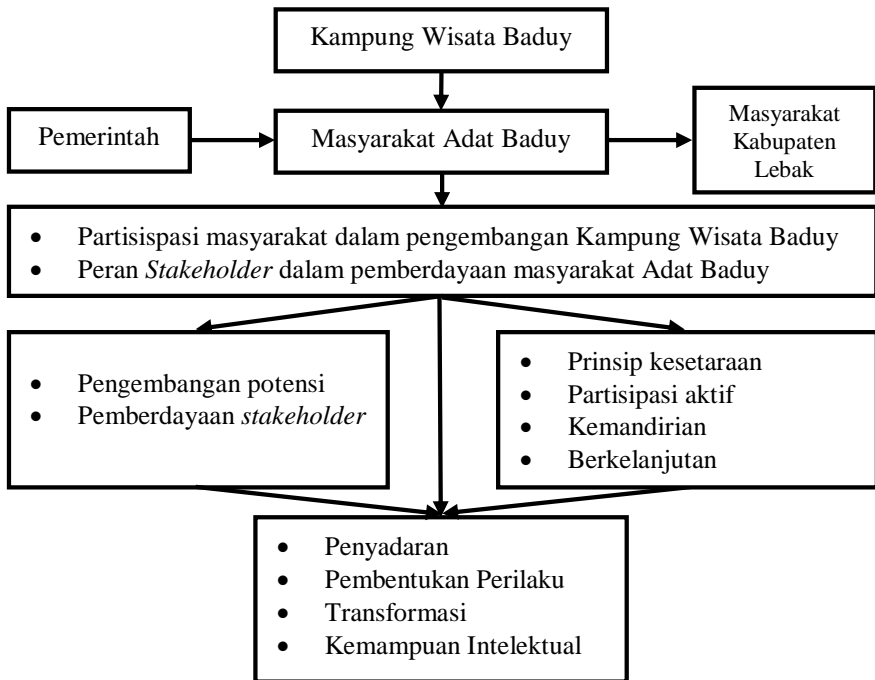 Kampung Wisata Baduy
Pemerintah
Masyarakat Adat Baduy
Masyarakat
Kabupaten
Lebak
• Partisispasi masyarakat dalam pengembangan Kampung Wisata Baduy
• Peran Stakeholder dalam pemberdayaan masyarakat Adat Baduy
• Pengembangan potensi
• Pemberdayaan stakeholder
• Prinsip kesetaraan
• Partisipasi aktif
• Kemandirian
• Berkelanjutan
• Penyadaran
• Pembentukan Perilaku
• Transformasi
• Kemampuan Intelektual